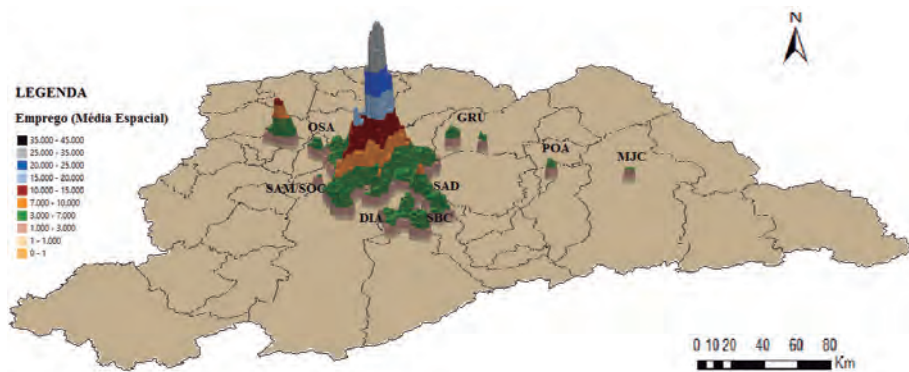 N
LEGENDA
Emprego (Média Espacial)
35.000 - 45.000
25.000 - 35.000
20.000 - 25.000
15.000 - 20.000
10.000 - 15.000
7.000 - 10.000
3.000 - 7.000
1.000 - 3.000
1 - 1.000
0 - 1
OSA
GRU
POA
MJC
SAM/SOC
SAD
DIA
SBC
0 10 20 40 60 80
Km